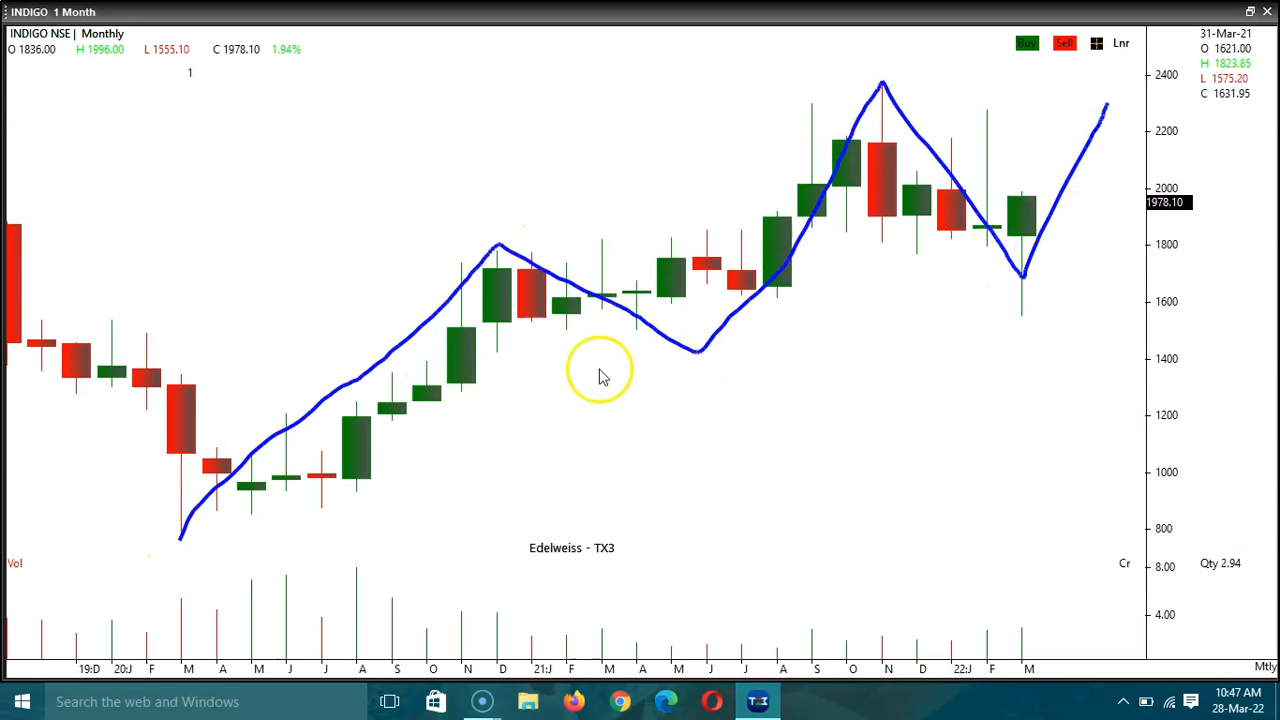 INDIGO 1 Month
INDIGO NSE| Monthly
O 1836.00 H 1996.00 L 1555.10 C 1978.10 1.94%
1
Buy Sell Lnr
31-Mar-21
O 1621.00
H 1823.85
L 1575.20
C 1631.95
2400
2200
2000
1978.10
1800
1600
1400
1200
1000
800
Edelweiss - TX3
Vol
Cr
Qty 2.94
8.00
4.00
19:D 20:J F M A M J J A S O N D 21:J F M A M J J A S O N D 22:J F M
Mtly
Search the web and Windows
TX3
10:47 AM
28-Mar-22